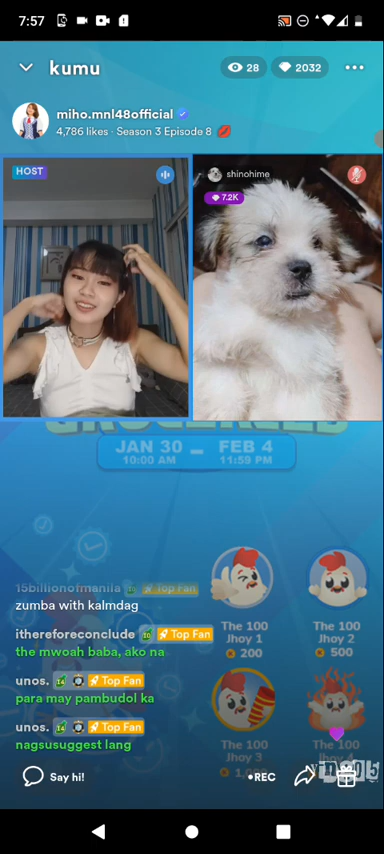 7:57
kumu
28
2032
miho.mnl48official
4,786 likes · Season 3 Episode 8
HOST
shinohime
7.2K
JAN 30 – FEB 4
10:00 AM 11:59 PM
15billionofmanila Top Fan
zumba with kalmdag
ithereforeconclude Top Fan
the mwoah baba, ako na
unos. 14 Top Fan
para may pambudol ka
unos. 14 Top Fan
nagsusuggest lang
The 100
Jhoy 1
200
The 100
Jhoy 2
500
The 100
Jhoy 3
The 100
Say hi!
•REC